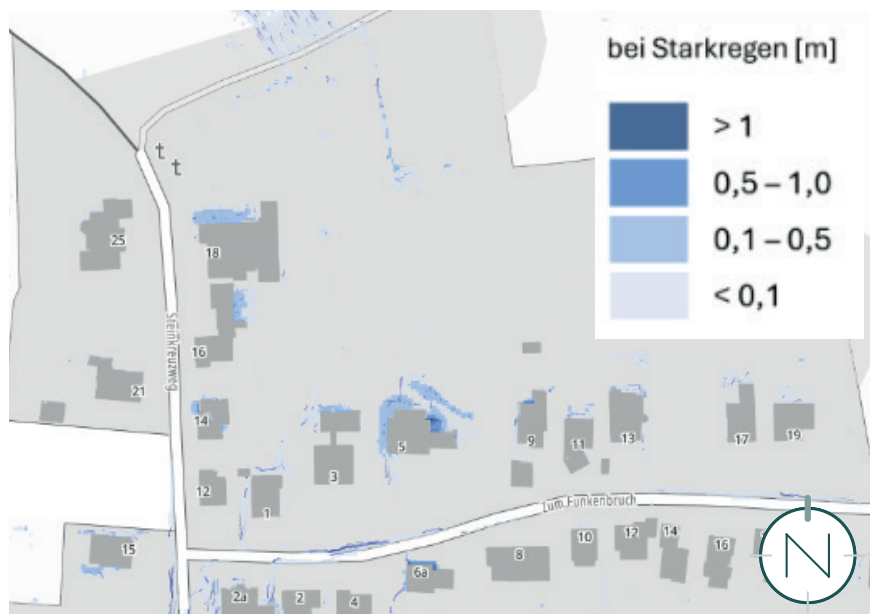 bei Starkregen [m]
> 1
0,5 – 1,0
0,1 – 0,5
< 0,1
t
t
25
18
Steinkreuzweg
16
21
14
5
9
11
13
17
19
3
12
1
Zum Funkenbruch
15
8
10
12
14
16
6a
2a
2
4
N